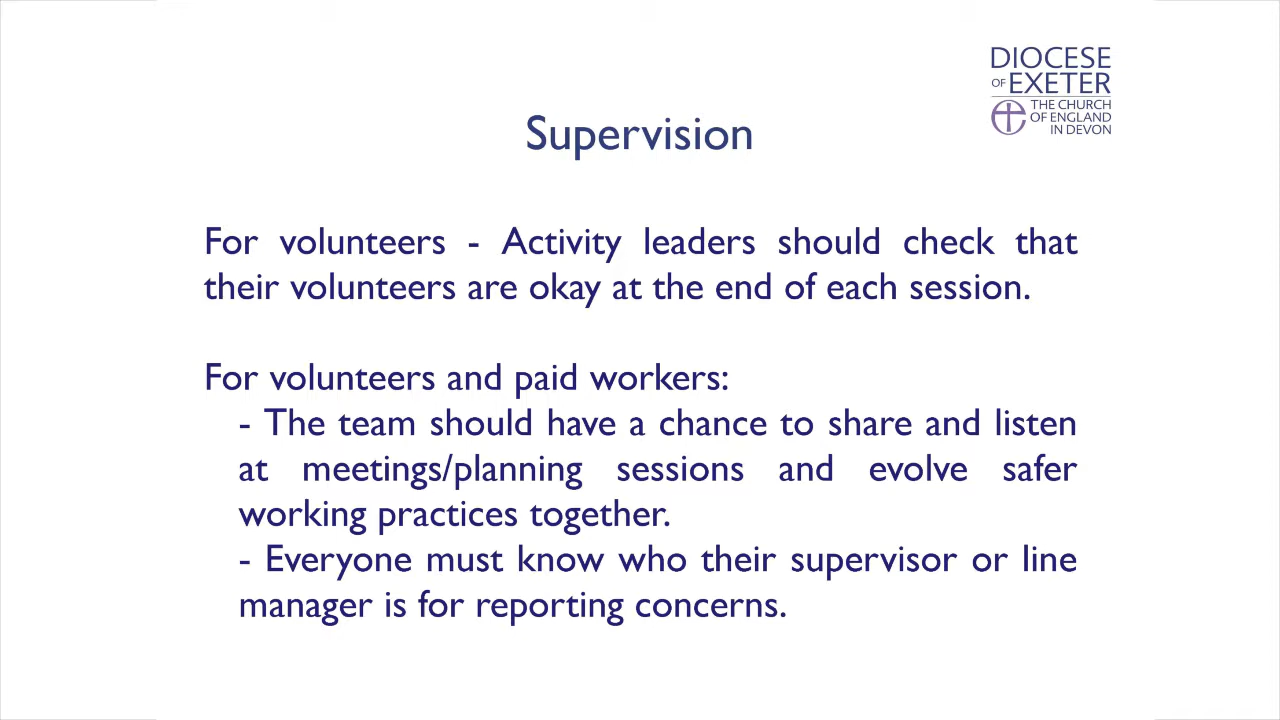 DIOCESE
OF EXETER
THE CHURCH
OF ENGLAND
IN DEVON
Supervision
For volunteers - Activity leaders should check that
their volunteers are okay at the end of each session.
For volunteers and paid workers:
- The team should have a chance to share and listen
at meetings/planning sessions and evolve safer
working practices together.
- Everyone must know who their supervisor or line
manager is for reporting concerns.